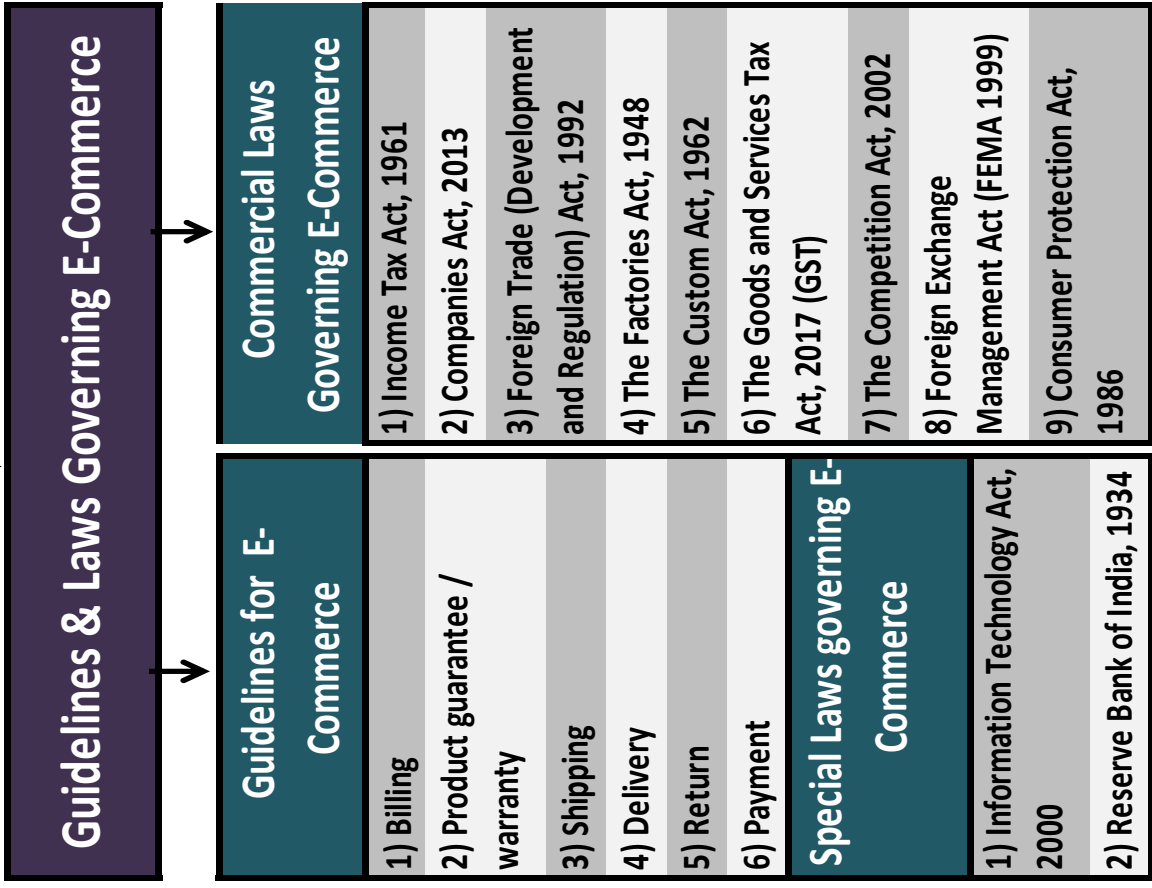 Guidelines & Laws Governing E-Commerce
Guidelines for E-
Commerce
1) Billing
2) Product guarantee /
warranty
3) Shipping
4) Delivery
5) Return
6) Payment
Special Laws governing E-
Commerce
1) Information Technology Act,
2000
2) Reserve Bank of India, 1934
Commercial Laws
Governing E-Commerce
1) Income Tax Act, 1961
2) Companies Act, 2013
3) Foreign Trade (Development
and Regulation) Act, 1992
4) The Factories Act, 1948
5) The Custom Act, 1962
6) The Goods and Services Tax
Act, 2017 (GST)
7) The Competition Act, 2002
8) Foreign Exchange
Management Act (FEMA 1999)
9) Consumer Protection Act,
1986